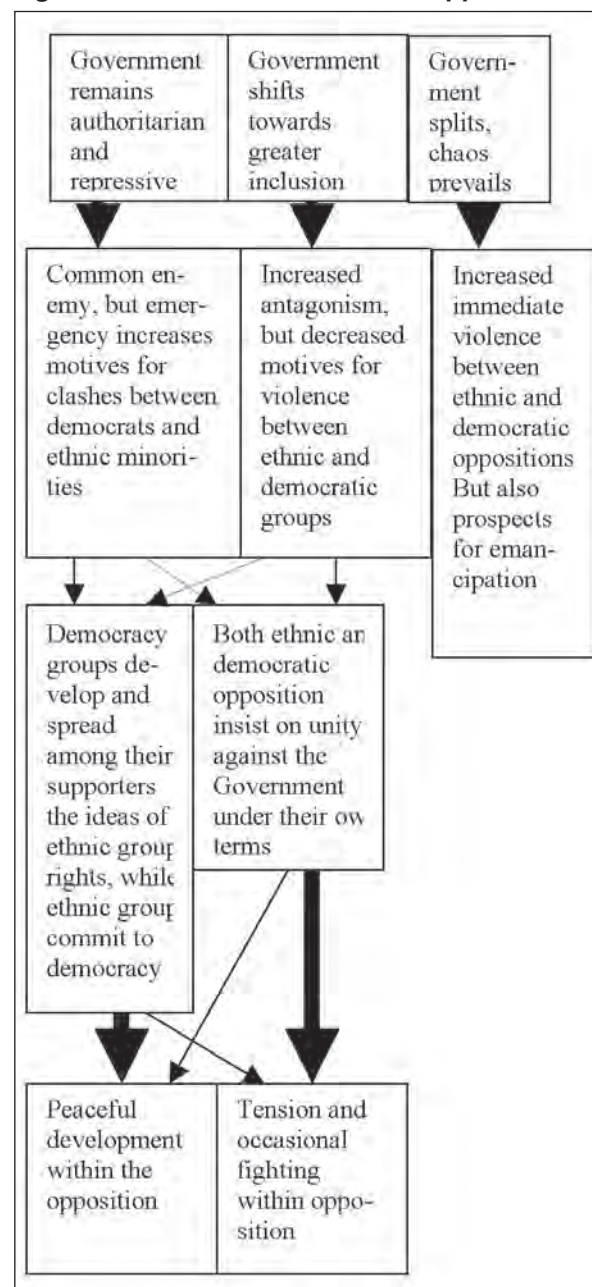 Government
remains
authoritarian
and
repressive
Government
shifts
towards
greater
inclusion
Govern-
ment
splits,
chaos
prevails
Common en-
emy, but emer-
gency increases
motives for
clashes between
democrats and
ethnic minori-
ties
Increased
antagonism,
but decreased
motives for
violence
between
ethnic and
democratic
groups
Increased
immediate
violence
between
ethnic and
democratic
oppositions
But also
prospects
for eman-
cipation
Democracy
groups de-
velop and
spread
among their
supporters
the ideas of
ethnic group
rights, while
ethnic group
commit to
democracy
Both ethnic an
democratic
opposition
insist on unity
against the
Government
under their ow
terms
Peaceful
development
within the
opposition
Tension and
occasional
fighting
within oppo-
sition